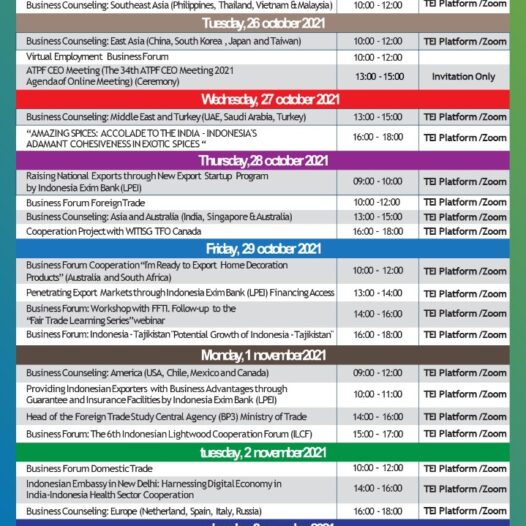 Business Counseling: Southeast Asia (Philippines, Thailand, Vietnam & Malaysia) 10:00 - 12:00 TEI Platform /Zoom
Tuesday, 26 october 2021
Business Counseling: East Asia (China, South Korea , Japan and Taiwan) 10:00 - 12:00 TEI Platform /Zoom
Virtual Employment Business Forum 10:00 - 12:00
ATPF CEO Meeting (The 34th ATPF CEO Meeting 2021
Agenda of Online Meeting) (Ceremony) 13:00 - 15:00 Invitation Only
Wednesday, 27 october 2021
Business Counseling: Middle East and Turkey (UAE, Saudi Arabia, Turkey) 13:00 - 15:00 TEI Platform /Zoom
“AMAZING SPICES: ACCOLADE TO THE INDIA - INDONESIA'S
ADAMANT COHESIVENESS IN EXOTIC SPICES “ 16:00 - 18:00 TEI Platform /Zoom
Thursday, 28 october 2021
Raising National Exports through New Export Startup Program
by Indonesia Exim Bank (LPEI) 09:00 - 10:00 TEI Platform /Zoom
Business Forum Foreign Trade 10:00 -12:00 TEI Platform /Zoom
Business Counseling: Asia and Australia (India, Singapore & Australia) 13:00 - 15:00 TEI Platform /Zoom
Cooperation Project with WITISG TFO Canada 16:00 - 18:00 TEI Platform /Zoom
Friday, 29 october 2021
Business Forum Cooperation “I'm Ready to Export Home Decoration
Products” (Australia and South Africa) 10:00 - 12:00 TEI Platform /Zoom
Penetrating Export Markets through Indonesia Exim Bank (LPEI) Financing Access 13:00 - 14:00 TEI Platform /Zoom
Business Forum: Workshop with FFTI. Follow-up to the
“Fair Trade Learning Series” webinar 14:00 - 16:00 TEI Platform /Zoom
Business Forum: Indonesia - Tajikistan "Potential Growth of Indonesia - Tajikistan" 16:00 - 18:00 TEI Platform /Zoom
Monday, 1 november 2021
Business Counseling: America (USA, Chile, Mexico and Canada) 09:00 - 12:00 TEI Platform /Zoom
Providing Indonesian Exporters with Business Advantages through
Guarantee and Insurance Facilities by Indonesia Exim Bank (LPEI) 10:00 - 11:00 TEI Platform /Zoom
Head of the Foreign Trade Study Central Agency (BP3) Ministry of Trade 14:00 - 16:00 TEI Platform /Zoom
Business Forum: The 6th Indonesian Lightwood Cooperation Forum (ILCF) 15:00 - 17:00 TEI Platform /Zoom
tuesday, 2 november 2021
Business Forum Domestic Trade 10:00 - 12:00 TEI Platform /Zoom
Indonesian Embassy in New Delhi: Harnessing Digital Economy in
India-Indonesia Health Sector Cooperation 14:00 - 16:00 TEI Platform /Zoom
Business Counseling: Europe (Netherland, Spain, Italy, Russia) 16:00 - 18:00 TEI Platform /Zoom